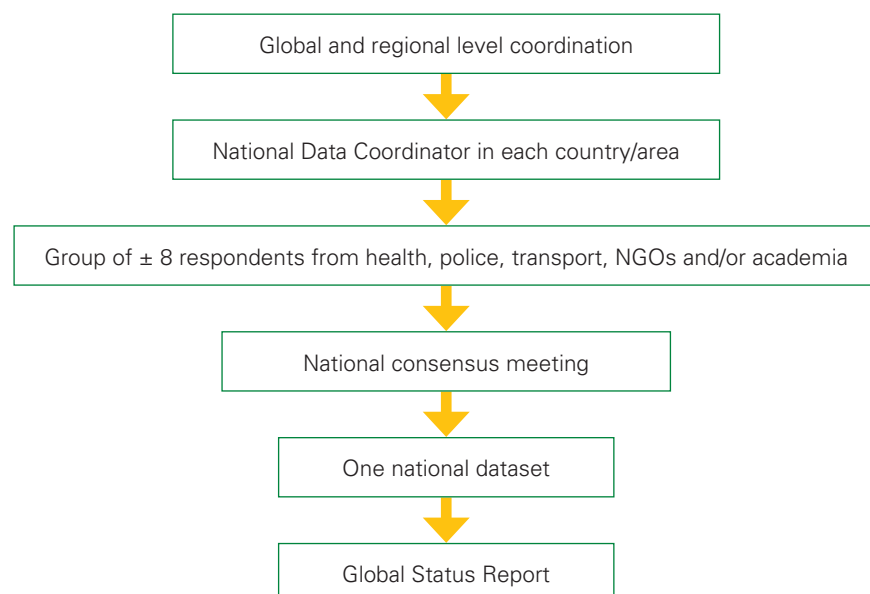 Global and regional level coordination
National Data Coordinator in each country/area
Group of ± 8 respondents from health, police, transport, NGOs and/or academia
National consensus meeting
One national dataset
Global Status Report